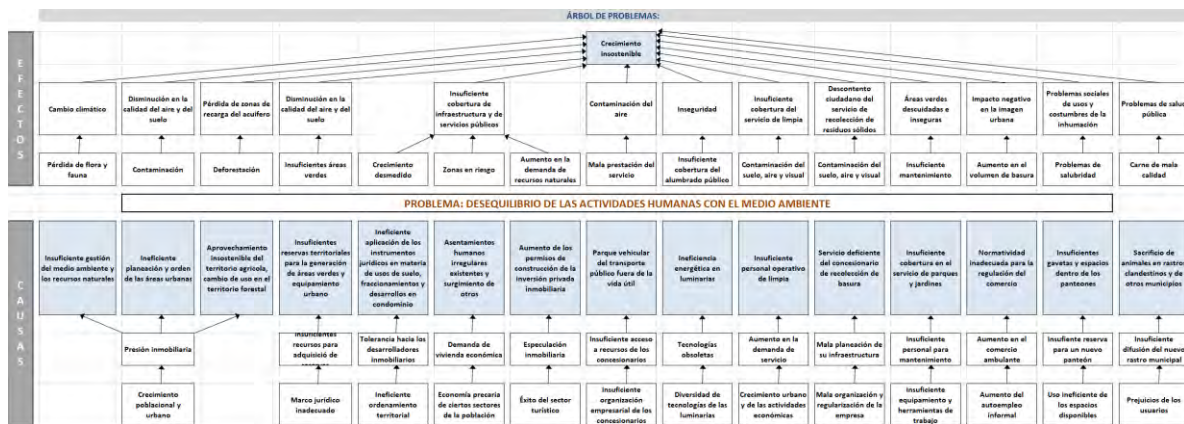 ÁRBOL DE PROBLEMAS:
EFECTOS
Crecimiento
insostenible
Cambio climático
Disminución en la
calidad del aire y del
suelo
Pérdida de zonas de
recarga del acuífero
Disminución en la
calidad del aire y del
suelo
Insuficiente
cobertura de
infraestructura y de
servicios públicos
Contaminación del
aire
Inseguridad
Insuficiente
cobertura del
servicio de limpia
Descontento
ciudadano del
servicio de
recolección de
residuos sólidos
Áreas verdes
descuidadas e
inseguras
Impacto negativo
en la imagen
urbana
Problemas sociales
de usos y
costumbres de la
inhumación
Problemas de salud
pública
Pérdida de flora y
fauna
Contaminación
Deforestación
Insuficientes áreas
verdes
Crecimiento
desmedido
Zonas en riesgo
Aumento en la
demanda de
recursos naturales
Mala prestación del
servicio
Insuficiente
cobertura del
alumbrado público
Contaminación del
suelo, aire y visual
Contaminación del
suelo, aire y visual
Insuficiente
mantenimiento
Aumento en el
volumen de basura
Problemas de
salubridad
Carne de mala
calidad
PROBLEMA: DESEQUILIBRIO DE LAS ACTIVIDADES HUMANAS CON EL MEDIO AMBIENTE
CAUSAS
Insuficiente gestión
del medio ambiente y
los recursos naturales
Ineficiente
planeación y orden
de las áreas urbanas
Aprovechamiento
insostenible del
territorio agrícola,
cambio de uso en el
territorio forestal
Insuficientes
reservas territoriales
para la generación
de áreas verdes y
equipamiento
urbano
Ineficiente
aplicación de los
instrumentos
jurídicos en materia
de usos de suelo,
fraccionamientos y
desarrollos en
condominio
Asentamientos
humanos
irregulares
existentes y
surgimiento de
otros
Aumento de los
permisos de
construcción de la
inversión privada
inmobiliaria
Parque vehicular
del transporte
público fuera de la
vida útil
Ineficiencia
energética en
luminarias
Insuficiente
personal operativo
de limpia
Servicio deficiente
del concesionario
de recolección de
basura
Insuficiente
cobertura en el
servicio de parques
y jardines
Normatividad
inadecuada para la
regulación del
comercio
Insuficientes
gavetas y espacios
dentro de los
panteones
Sacrificio de
animales en rastros
clandestinos y de
otros municipios
Presión inmobiliaria
Insuficientes
recursos para
adquisición de
Tolerancia hacia los
desarrolladores
inmobiliarios
Demanda de
vivienda económica
Especulación
inmobiliaria
Insuficiente acceso
a recursos de los
concesionarios
Tecnologías
obsoletas
Aumento en la
demanda de
servicio
Mala planeación de
su infraestructura
Insuficiente
personal para
mantenimiento
Aumento en el
comercio
ambulante
Insuficiente reserva
para un nuevo
panteón
Insuficiente
difusión del nuevo
rastro municipal
Crecimiento
poblacional y
urbano
Marco jurídico
inadecuado
Ineficiente
ordenamiento
territorial
Economía precaria
de ciertos sectores
de la población
Éxito del sector
turístico
Insuficiente
organización
empresarial de los
concesionarios
Diversidad de
tecnologías de las
luminarias
Crecimiento urbano
y de las actividades
económicas
Mala organización y
regularización de la
empresa
Insuficiente
equipamiento y
herramientas de
trabajo
Aumento del
autoempleo
informal
Uso ineficiente de
los espacios
disponibles
Prejuicios de los
usuarios